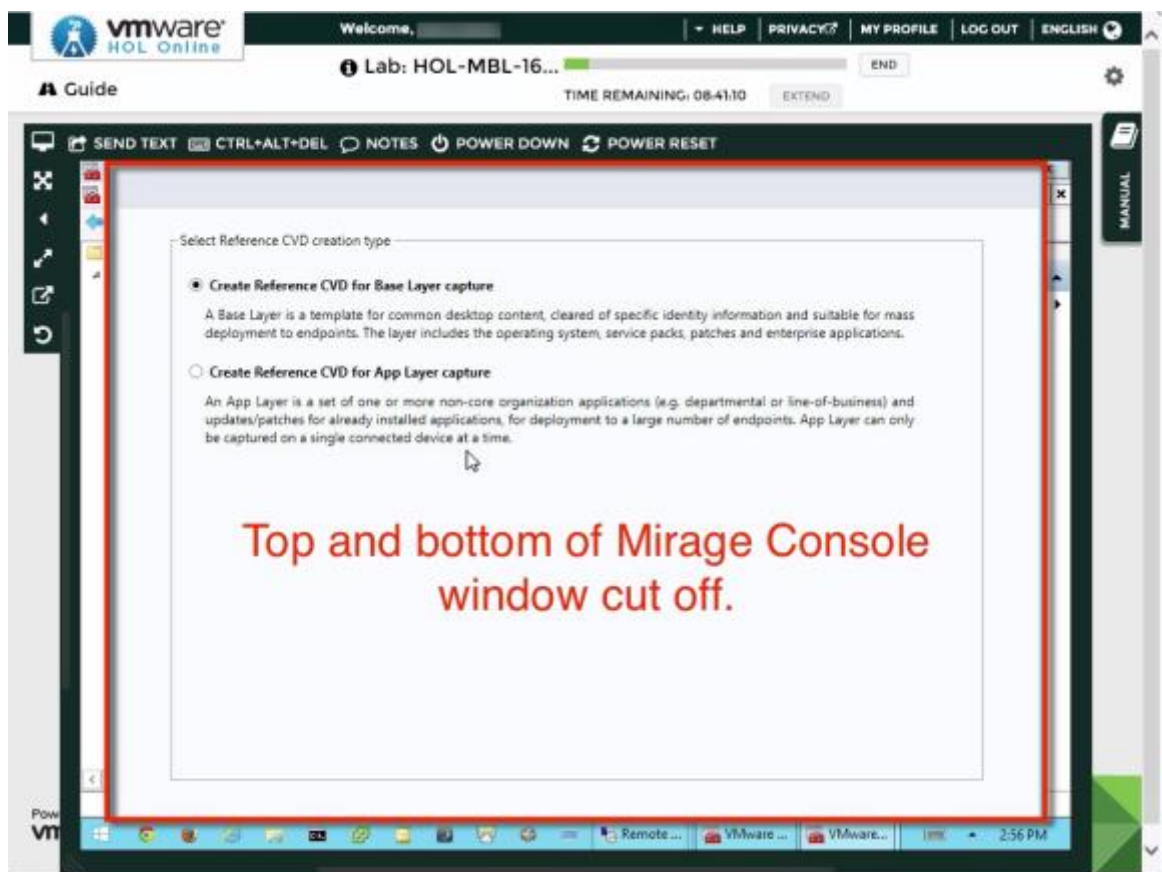 vmware®
HOL Online
Welcome,
HELP
PRIVACY
MY PROFILE
LOG OUT
ENGLISH
Guide
Lab: HOL-MBL-16...
END
TIME REMAINING: 08:41:10
EXTEND
SEND TEXT
CTRL+ALT+DEL
NOTES
POWER DOWN
POWER RESET
MANUAL
Select Reference CVD creation type
Create Reference CVD for Base Layer capture
A Base Layer is a template for common desktop content, cleared of specific identity information and suitable for mass
deployment to endpoints. The layer includes the operating system, service packs, patches and enterprise applications.
Create Reference CVD for App Layer capture
An App Layer is a set of one or more non-core organization applications (e.g. departmental or line-of-business) and
updates/patches for already installed applications, for deployment to a large number of endpoints. App Layer can only
be captured on a single connected device at a time.
Top and bottom of Mirage Console
window cut off.
Pow
vm
Remote ...
VMware ...
VMware...
2:56 PM